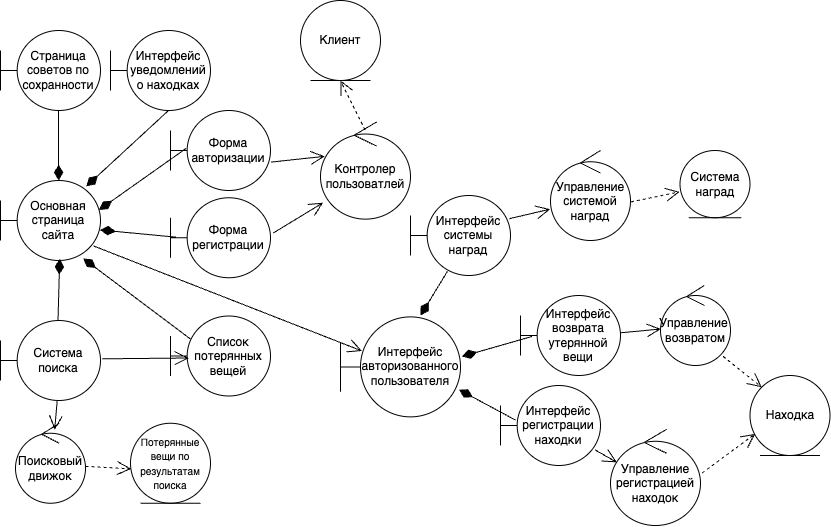 Клиент
Страница
советов по
сохранности
Интерфейс
уведомлений
о находках
Форма
авторизации
Контролер
пользоватлей
Управление
системой
наград
Система
наград
Основная
страница
сайта
Форма
регистрации
Интерфейс
системы
наград
Интерфейс
возврата
утерянной
вещи
Управление
возвратом
Система
поиска
Список
потерянных
вещей
Интерфейс
авторизованного
пользователя
Интерфейс
регистрации
находки
Находка
Поисковый
движок
Потерянные
вещи по
результатам
поиска
Управление
регистрацией
находок